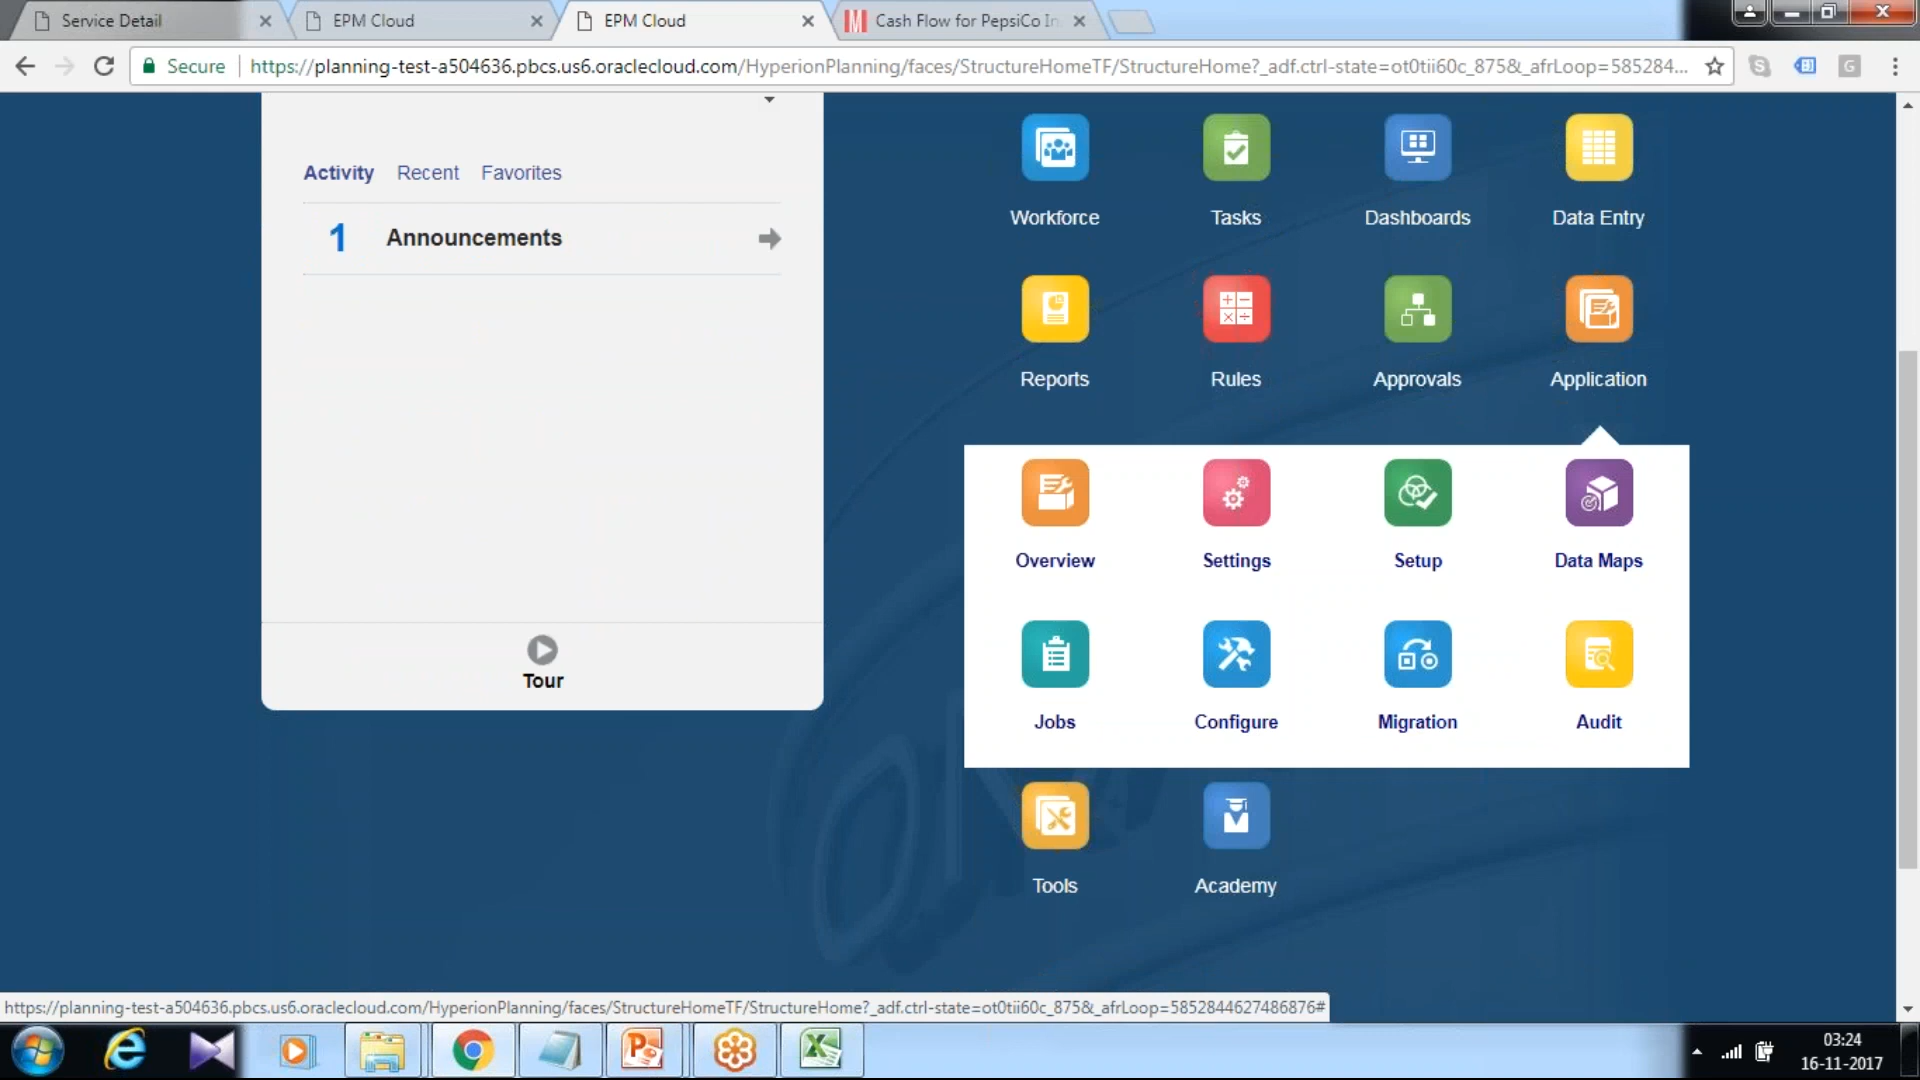 Service Detail
EPM Cloud
EPM Cloud
Cash Flow for PepsiCo In
Secure
https://planning-test-a504636.pbcs.us6.oraclecloud.com/HyperionPlanning/faces/StructureHomeTF/StructureHome?_adf.ctrl-state=ot0tii60c_875&_afrLoop=585284...
Activity Recent Favorites
1 Announcements
Tour
Workforce
Tasks
Dashboards
Data Entry
Reports
Rules
Approvals
Application
Overview
Settings
Setup
Data Maps
Jobs
Configure
Migration
Audit
Tools
Academy
https://planning-test-a504636.pbcs.us6.oraclecloud.com/HyperionPlanning/faces/StructureHomeTF/StructureHome?_adf.ctrl-state=ot0tii60c_875&_afrLoop=5852844627486876#
03:24
16-11-2017